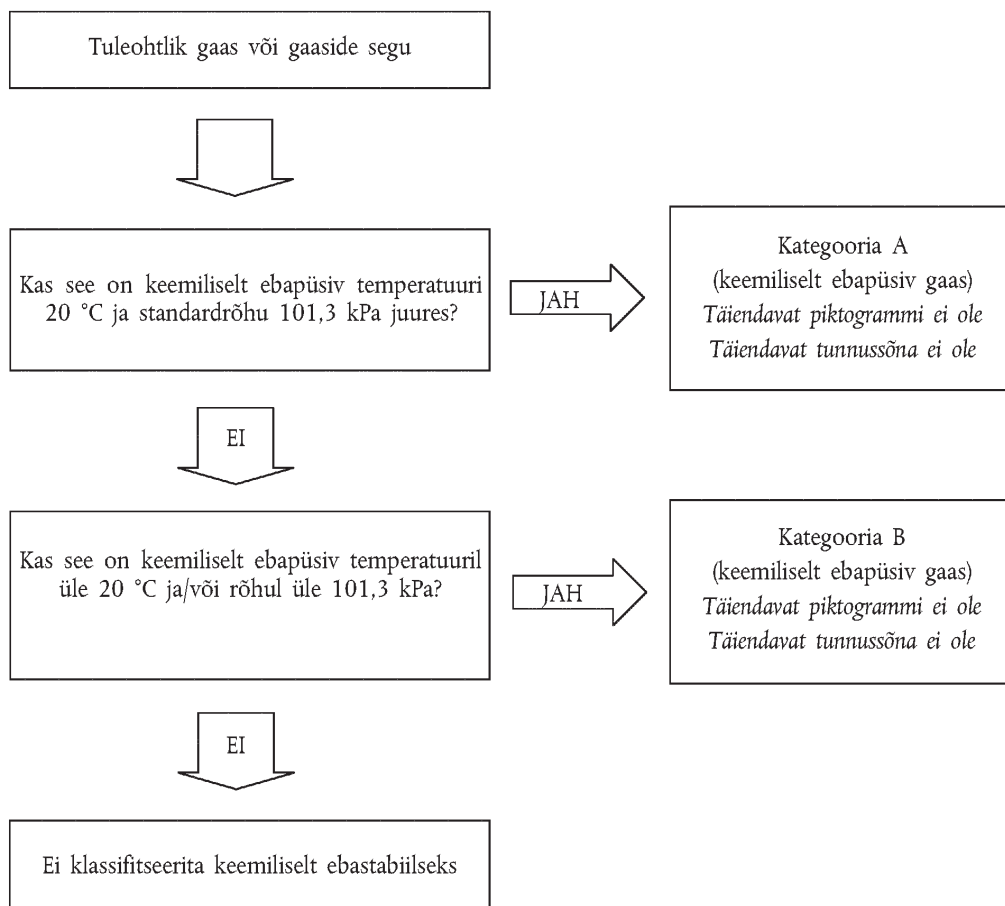 Tuleohtlik gaas või gaaside segu
Kas see on keemiliselt ebapüsiv temperatuuri
20 °C ja standardrõhu 101,3 kPa juures?
JAH
Kategooria A
(keemiliselt ebapüsiv gaas)
Täiendavat piktogrammi ei ole
Täiendavat tunnussõna ei ole
EI
Kas see on keemiliselt ebapüsiv temperatuuril
üle 20 °C ja/või rõhul üle 101,3 kPa?
JAH
Kategooria B
(keemiliselt ebapüsiv gaas)
Täiendavat piktogrammi ei ole
Täiendavat tunnussõna ei ole
EI
Ei klassifitseerita keemiliselt ebastabiilseks